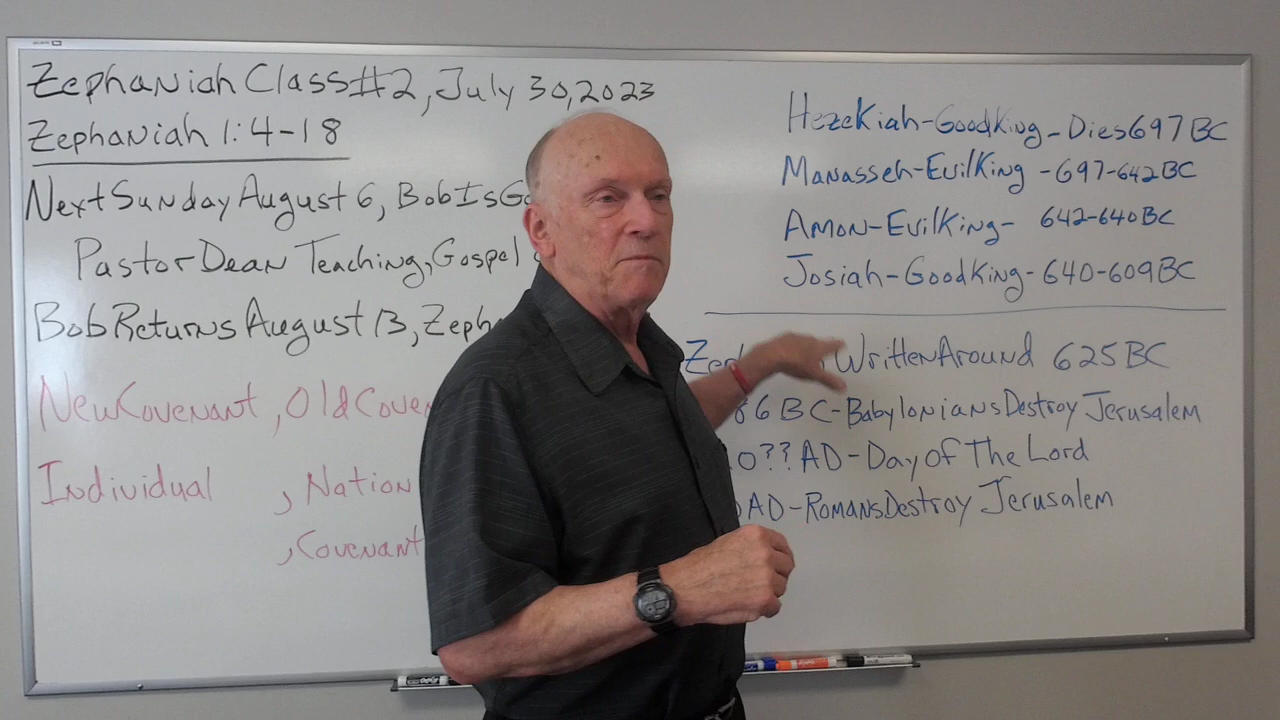 Zephaniah Class #2, July 30, 2023
Zephaniah 1:4-18
Next Sunday August 6, Bob Is
Pastor Dean Teaching, Gospel
Bob Returns August 13,
New Covenant, Old
Individual , Nation
, Covenant
Hezekiah-Good King-Dies 697 BC
Manasseh-Evil King-697-642 BC
Amon-Evil King-642-640 BC
Josiah-Good King-640-609 BC
Written Around 625 BC
86 BC-Babylonians Destroy Jerusalem
0?? AD-Day Of The Lord
AD-Romans Destroy Jerusalem